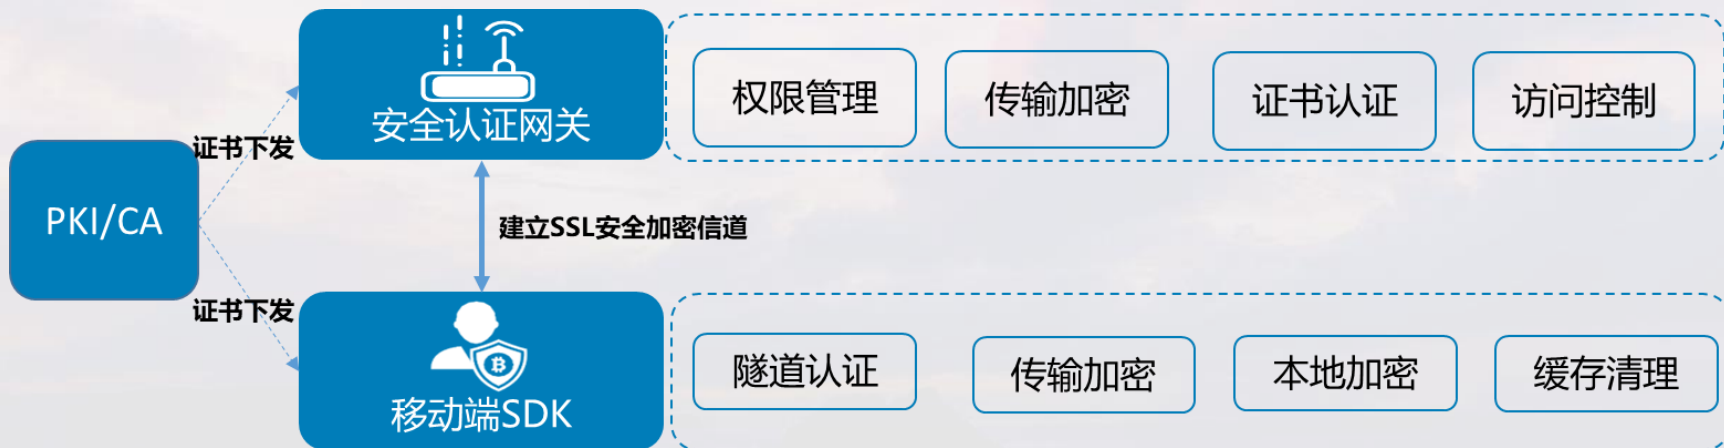 安全认证网关
权限管理
传输加密
证书认证
访问控制
证书下发
PKI/CA
建立SSL安全加密信道
证书下发
移动端SDK
隧道认证
传输加密
本地加密
缓存清理